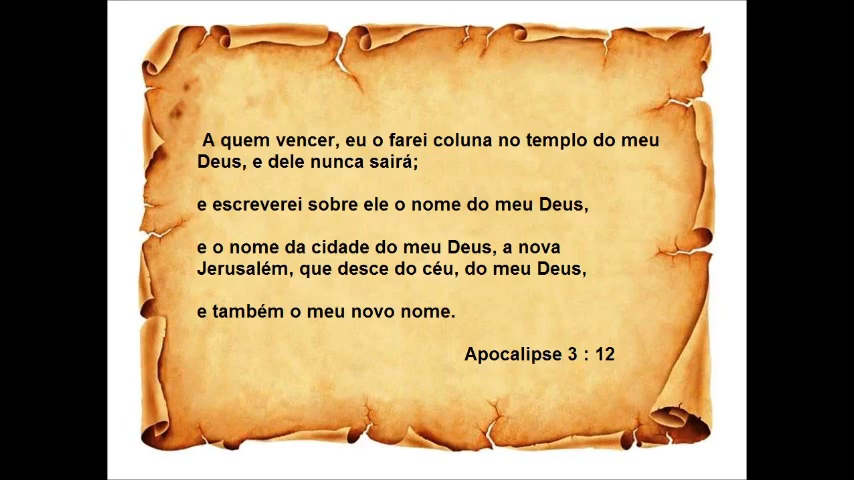 A quem vencer, eu o farei coluna no templo do meu
Deus, e dele nunca sairá;
e escreverei sobre ele o nome do meu Deus,
e o nome da cidade do meu Deus, a nova
Jerusalém, que desce do céu, do meu Deus,
e também o meu novo nome.
Apocalipse 3 : 12